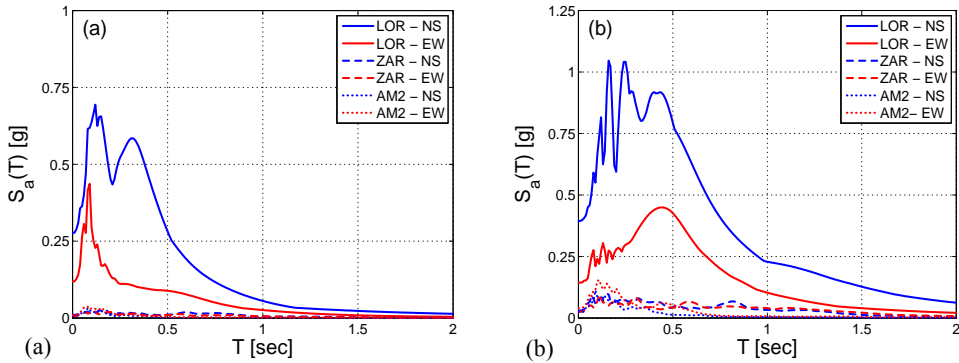 (a)
LOR – NS
LOR – EW
ZAR – NS
ZAR – EW
AM2 – NS
AM2 – EW
1
0.75
0.5
0.25
0
Sa(T) [g]
0 0.5 1 1.5 2
T [sec]
(a)
(b)
LOR – NS
LOR – EW
ZAR – NS
ZAR – EW
AM2 – NS
AM2– EW
1.25
1
0.75
0.5
0.25
0
Sa(T) [g]
0 0.5 1 1.5 2
T [sec]
(b)